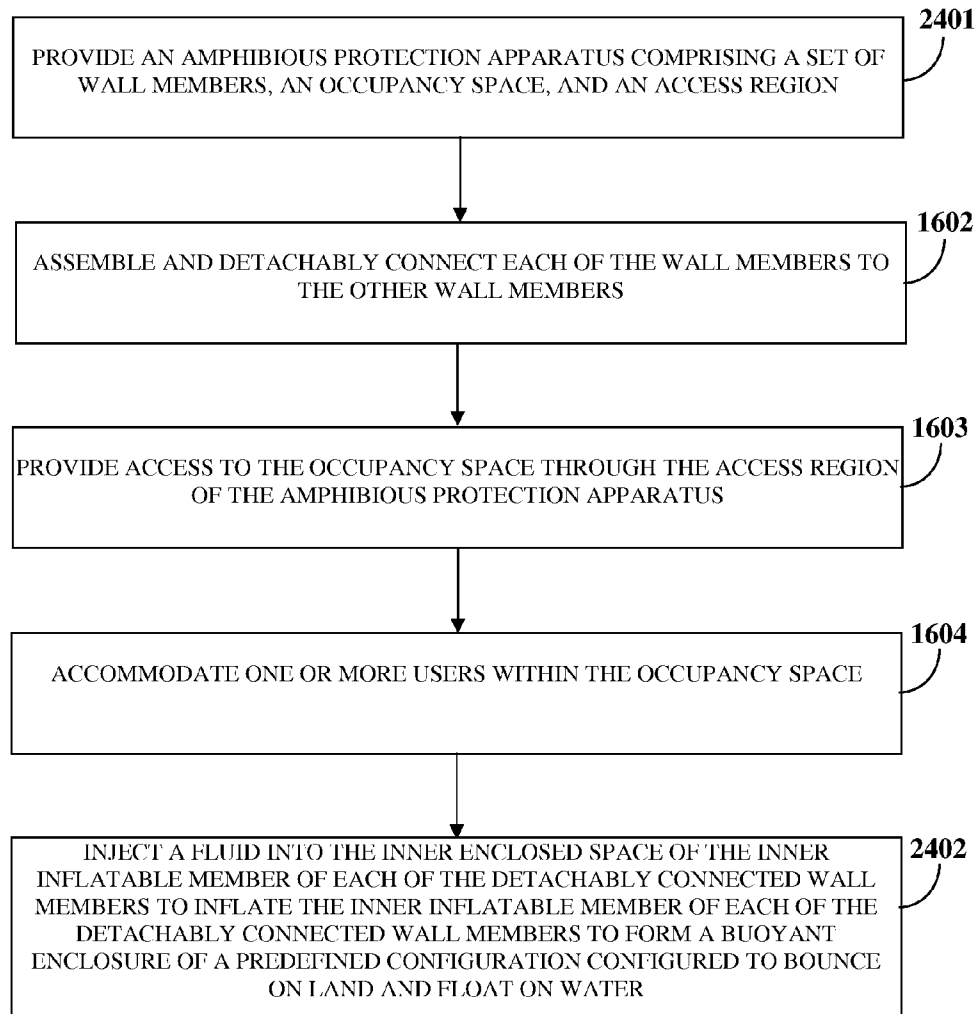 2401
PROVIDE AN AMPHIBIOUS PROTECTION APPARATUS COMPRISING A SET OF
WALL MEMBERS, AN OCCUPANCY SPACE, AND AN ACCESS REGION
1602
ASSEMBLE AND DETACHABLY CONNECT EACH OF THE WALL MEMBERS TO
THE OTHER WALL MEMBERS
1603
PROVIDE ACCESS TO THE OCCUPANCY SPACE THROUGH THE ACCESS REGION
OF THE AMPHIBIOUS PROTECTION APPARATUS
1604
ACCOMMODATE ONE OR MORE USERS WITHIN THE OCCUPANCY SPACE
2402
INJECT A FLUID INTO THE INNER ENCLOSED SPACE OF THE INNER
INFLATABLE MEMBER OF EACH OF THE DETACHABLY CONNECTED WALL
MEMBERS TO INFLATE THE INNER INFLATABLE MEMBER OF EACH OF THE
DETACHABLY CONNECTED WALL MEMBERS TO FORM A BUOYANT
ENCLOSURE OF A PREDEFINED CONFIGURATION CONFIGURED TO BOUNCE
ON LAND AND FLOAT ON WATER